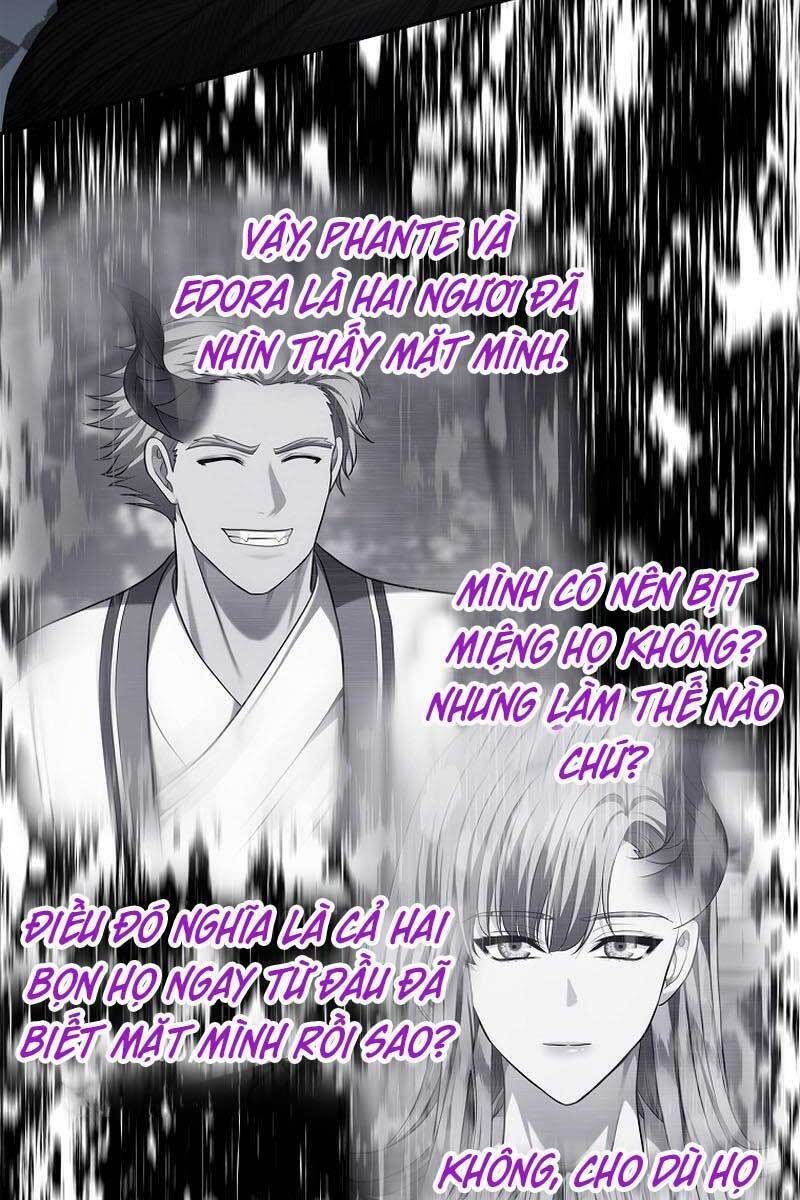 VẬY, PHANTE VÀ
EDORA LÀ HAI NGƯƠI ĐÃ
NHÌN THẤY MẶT MÌNH.
MÌNH CÓ NÊN BỊT
MIỆNG HỌ KHÔNG?
NHƯNG LÀM THẾ NÀO
CHỨ?
ĐIỀU ĐÓ NGHĨA LÀ CẢ HAI
BỌN HỌ NGAY TỪ ĐẦU ĐÃ
BIẾT MẶT MÌNH RỒI SAO?
KHÔNG, CHO DÙ HỌ